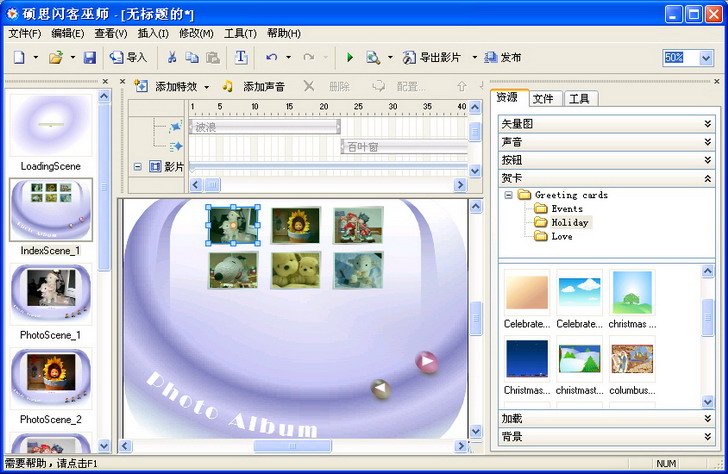 硕思闪客巫师 - [无标题的*]
文件(F) 编辑(E) 查看(V) 插入(I) 修改(M) 工具(T) 帮助(H)
导入 T 导出影片 发布 50%
添加特效 添加声音 删除 配置...
资源 文件 工具
1 5 10 15 20 25 30 35 40
波浪
百叶窗
影片
LoadingScene
IndexScene_1
PhotoScene_1
PhotoScene_2
Photo Album
矢量图
声音
按钮
贺卡
Greeting cards
Events
Holiday
Love
Celebrate... Celebrate... christmas ...
Christmas... christmast... columbus...
加载
背景
需要帮助，请点击F1
NUM